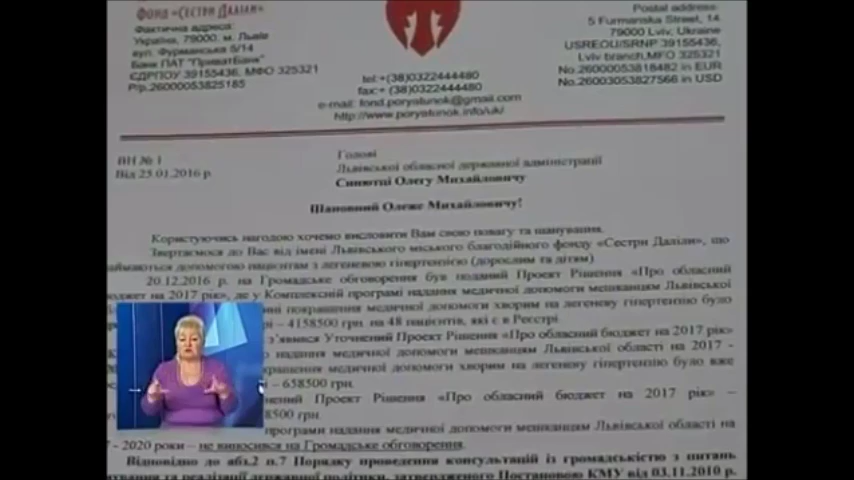 ФОНД «СЕСТРИ ДАЛІЛИ»
Фактична адреса:
Україна, 79000, м. Львів
вул. Фурманська 5/14
Банк ПАТ "ПриватБанк"
ЄДРПОУ 39155436, МФО 325321
Р/р.26000053825185
tel:+(38)0322444480
fax:+ (38)0322444480
e-mail: fond.poryatunok@gmail.com
http://www.poryatunok.info/uk/
Postal address:
5 Furmanska Street, 14
79000 Lviv, Ukraine
USREOU/SRNP 39155436,
Lviv branch,MFO 325321
No.26000053818482 in EUR
No.26003053827566 in USD
ВН № 1
Від 25.01.2016 р.
Голові
Львівської обласної державної адміністрації
Синютці Олегу Михайловичу
Шановний Олеже Михайловичу!
Користуючись нагодою хочемо висловити Вам свою повагу та шанування.
Звертаємося до Вас від імені Львівського міського благодійного фонду «Сестри Даліли», що
ймаються допомогою пацієнтам з легеневою гіпертензією (дорослим та дітям)
20.12.2016 р. на Громадське обговорення був поданий Проект Рішення «Про обласний
бюджет на 2017 рік», де у Комплексній програмі надання медичної допомоги мешканцям Львівської
покращення медичної допомоги хворим на легеневу гіпертензію було
– 4158500 грн. на 48 пацієнтів, які є в Реєстрі
з'явився Уточнений Проект Рішення «Про обласний бюджет на 2017 рік»
надання медичної допомоги мешканцям Львівської області на 2017 -
кращення медичної допомоги хворим на легеневу гіпертензію було вже
– 658500 грн.
нений Проект Рішення «Про обласний бюджет на 2017 рік» –
8500 грн.
програми надання медичної допомоги мешканцям Львівської області на
7 - 2020 роки – не виносився на Громадське обговорення.
Відповідно до абз.2 п.7 Порядку проведення консультацій із громадськістю з питань
ування та реалізації державної політики, затвердженого Постановою КМУ від 03.11.2010 р.